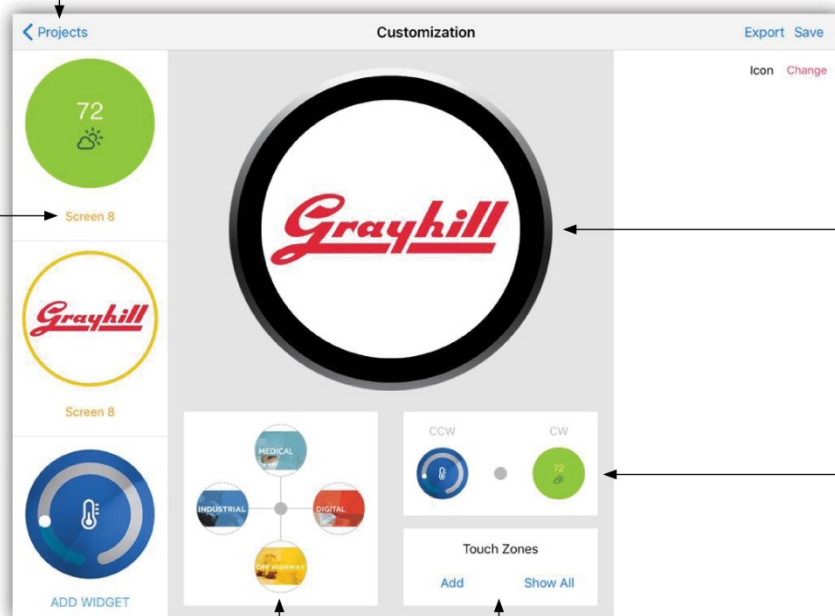 Projects
Customization
Export Save
Icon Change
72
Screen 8
Grayhill
Grayhill
Screen 8
ADD WIDGET
MEDICAL
INDUSTRIAL
DIGITAL
OFF HIGHWAY
CCW
CW
72
Touch Zones
Add
Show All